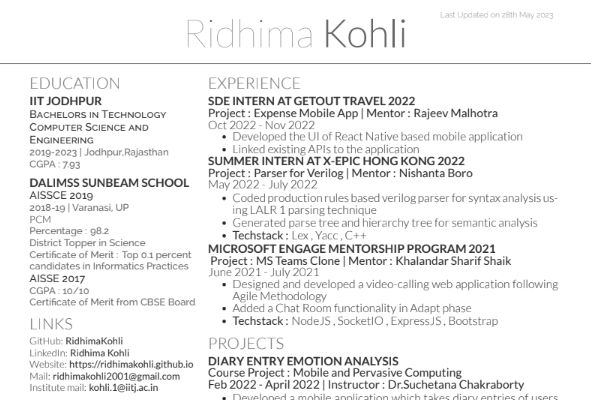 Last Updated on 28th May 2023
Ridhima Kohli
EDUCATION
IIT JODHPUR
Bachelors in Technology
Computer Science and
Engineering
2019-2023 | Jodhpur,Rajasthan
CGPA : 7.93
DALIMSS SUNBEAM SCHOOL
AISSCE 2019
2018-19 | Varanasi, UP
PCM
Percentage : 98.2
District Topper in Science
Certificate of Merit : Top 0.1 percent
candidates in Informatics Practices
AISSE 2017
CGPA : 10/10
Certificate of Merit from CBSE Board
LINKS
GitHub: RidhimaKohli
LinkedIn: Ridhima Kohli
Website: https://ridhimakohli.github.io
Mail: ridhimakohli2001@gmail.com
Institute mail: kohli.1@iitj.ac.in
EXPERIENCE
SDE INTERN AT GETOUT TRAVEL 2022
Project : Expense Mobile App | Mentor : Rajeev Malhotra
Oct 2022 - Nov 2022
• Developed the UI of React Native based mobile application
• Linked existing APIs to the application
SUMMER INTERN AT X-EPIC HONG KONG 2022
Project : Parser for Verilog | Mentor : Nishanta Boro
May 2022 - July 2022
• Coded production rules based verilog parser for syntax analysis us-
ing LALR 1 parsing technique
• Generated parse tree and hierarchy tree for semantic analysis
• Techstack : Lex , Yacc , C++
MICROSOFT ENGAGE MENTORSHIP PROGRAM 2021
Project : MS Teams Clone | Mentor : Khalandar Sharif Shaik
June 2021 - July 2021
• Designed and developed a video-calling web application following
Agile Methodology
• Added a Chat Room functionality in Adapt phase
• Techstack : NodeJS , SocketIO , ExpressJS , Bootstrap
PROJECTS
DIARY ENTRY EMOTION ANALYSIS
Course Project : Mobile and Pervasive Computing
Feb 2022 - April 2022 | Instructor : Dr.Suchetana Chakraborty
• Developed a mobile application which takes diary entries of users